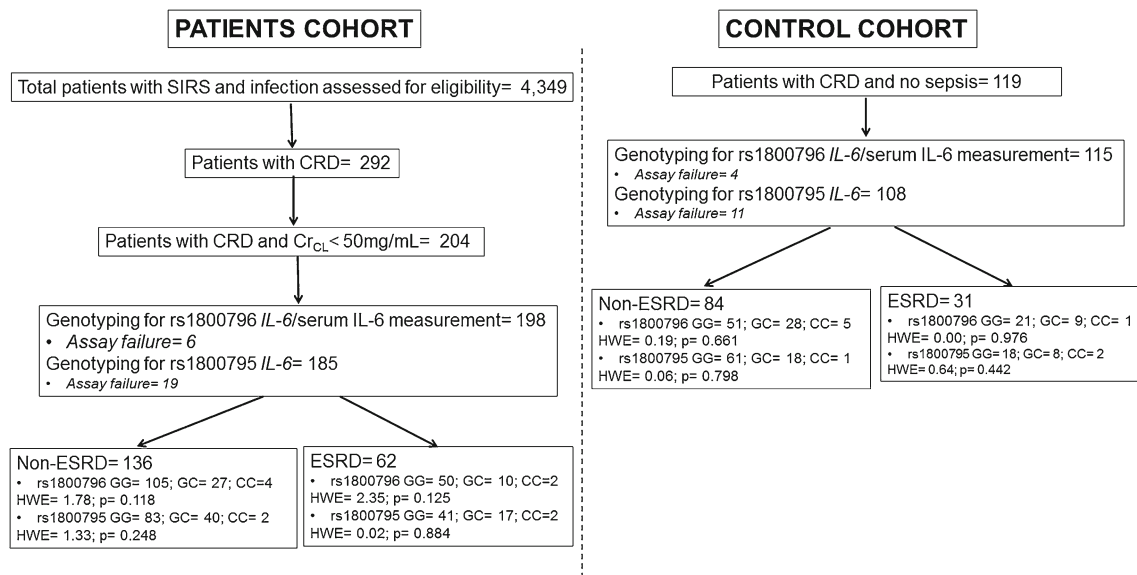 PATIENTS COHORT
Total patients with SIRS and infection assessed for eligibility= 4,349
Patients with CRD= 292
Patients with CRD and CrCL< 50mg/mL= 204
Genotyping for rs1800796 IL-6/serum IL-6 measurement= 198
• Assay failure= 6
Genotyping for rs1800795 IL-6= 185
• Assay failure= 19
Non-ESRD= 136
• rs1800796 GG= 105; GC= 27; CC=4
HWE= 1.78; p= 0.118
• rs1800795 GG= 83; GC= 40; CC= 2
HWE= 1.33; p= 0.248
ESRD= 62
• rs1800796 GG= 50; GC= 10; CC=2
HWE= 2.35; p= 0.125
• rs1800795 GG= 41; GC= 17; CC=2
HWE= 0.02; p= 0.884
CONTROL COHORT
Patients with CRD and no sepsis= 119
Genotyping for rs1800796 IL-6/serum IL-6 measurement= 115
• Assay failure= 4
Genotyping for rs1800795 IL-6= 108
• Assay failure= 11
Non-ESRD= 84
• rs1800796 GG= 51; GC= 28; CC= 5
HWE= 0.19; p= 0.661
• rs1800795 GG= 61; GC= 18; CC= 1
HWE= 0.06; p= 0.798
ESRD= 31
• rs1800796 GG= 21; GC= 9; CC= 1
HWE= 0.00; p= 0.976
• rs1800795 GG= 18; GC= 8; CC= 2
HWE= 0.64; p= 0.442